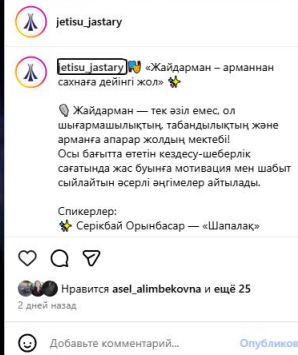 jetisu_jastary
jetisu_jastary🎭 «Жайдарман – арманнан
сахнаға дейінгі жол» ✨
📎 Жайдарман — тек әзіл емес, ол
шығармашылықтың, табандылықтың және
арманға апарар жолдың мектебі!
Осы бағытта өтетін кездесу-шеберлік
сағатында жас буынға мотивация мен шабыт
сыйлайтын әсерлі әңгімелер айтылады.
Спикерлер:
✨ Серікбай Орынбасар — «Шапалақ»
Нравится asel_alimbekovna и ещё 25
2 дней назад
Добавьте комментарий...
Опубликов